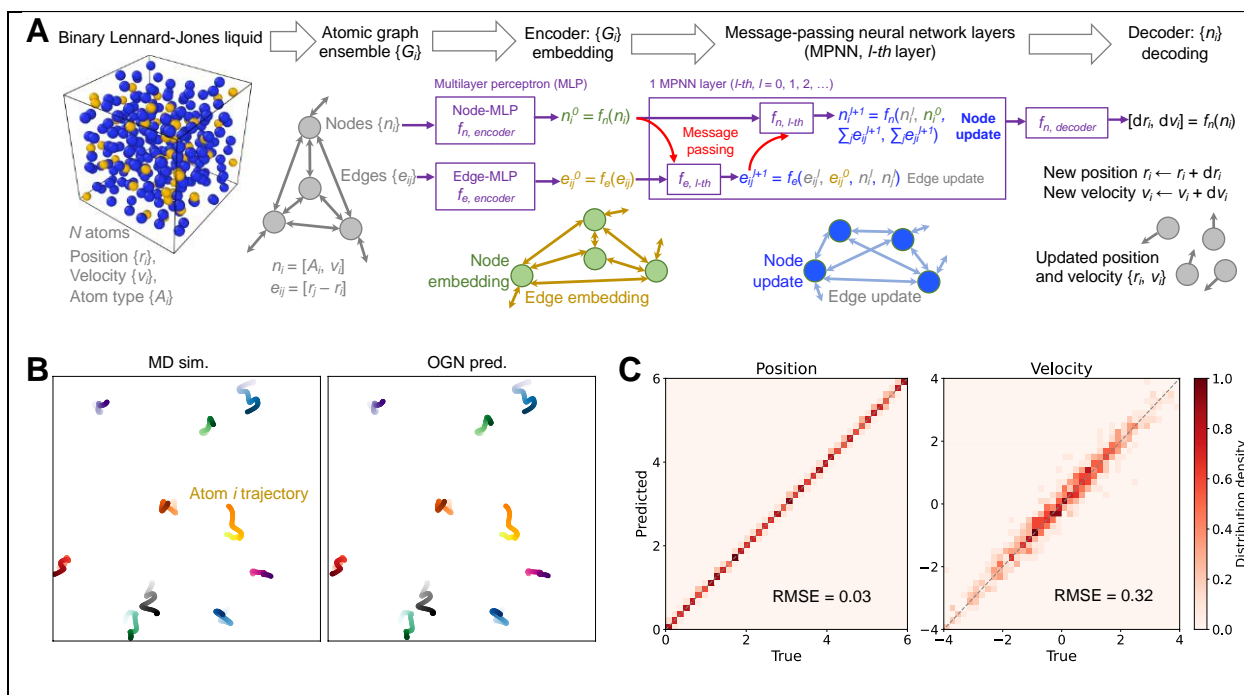 A
Binary Lennard-Jones liquid
Atomic graph
ensemble {Gᵢ}
Encoder: {Gᵢ}
embedding
Message-passing neural network layers
(MPNN, l-th layer)
Decoder: {nᵢ}
decoding
N atoms
Position {rᵢ},
Velocity {vᵢ},
Atom type {Aᵢ}
Nodes {nᵢ}
Edges {eᵢⱼ}
nᵢ = [Aᵢ, vᵢ]
eᵢⱼ = [rⱼ – rᵢ]
Multilayer perceptron (MLP)
Node-MLP
fₙ, encoder
nᵢ⁰ = fₙ(nᵢ)
Edge-MLP
fₑ, encoder
eᵢⱼ⁰ = fₑ(eᵢⱼ)
Node
embedding
Edge embedding
1 MPNN layer (l-th, l = 0, 1, 2, …)
Message
passing
fₙ, l-th
nᵢˡ⁺¹ = fₙ(nᵢˡ, nᵢ⁰,
∑ⱼeᵢⱼˡ⁺¹, ∑ⱼeⱼᵢˡ⁺¹)
Node
update
fₑ, l-th
eᵢⱼˡ⁺¹ = fₑ(eᵢⱼˡ, eᵢⱼ⁰, nᵢˡ, nⱼˡ)
Edge update
Node
update
Edge update
fₙ, decoder
[drᵢ, dvᵢ] = fₙ(nᵢ)
New position rᵢ ← rᵢ + drᵢ
New velocity vᵢ ← vᵢ + dvᵢ
Updated position
and velocity {rᵢ, vᵢ}
B
MD sim.
OGN pred.
Atom i trajectory
C
Position
6
4
2
0
Predicted
0 2 4 6
True
RMSE = 0.03
Velocity
4
2
0
−2
−4
−4 −2 0 2 4
True
RMSE = 0.32
1.0
0.8
0.6
0.4
0.2
0.0
Distribution density